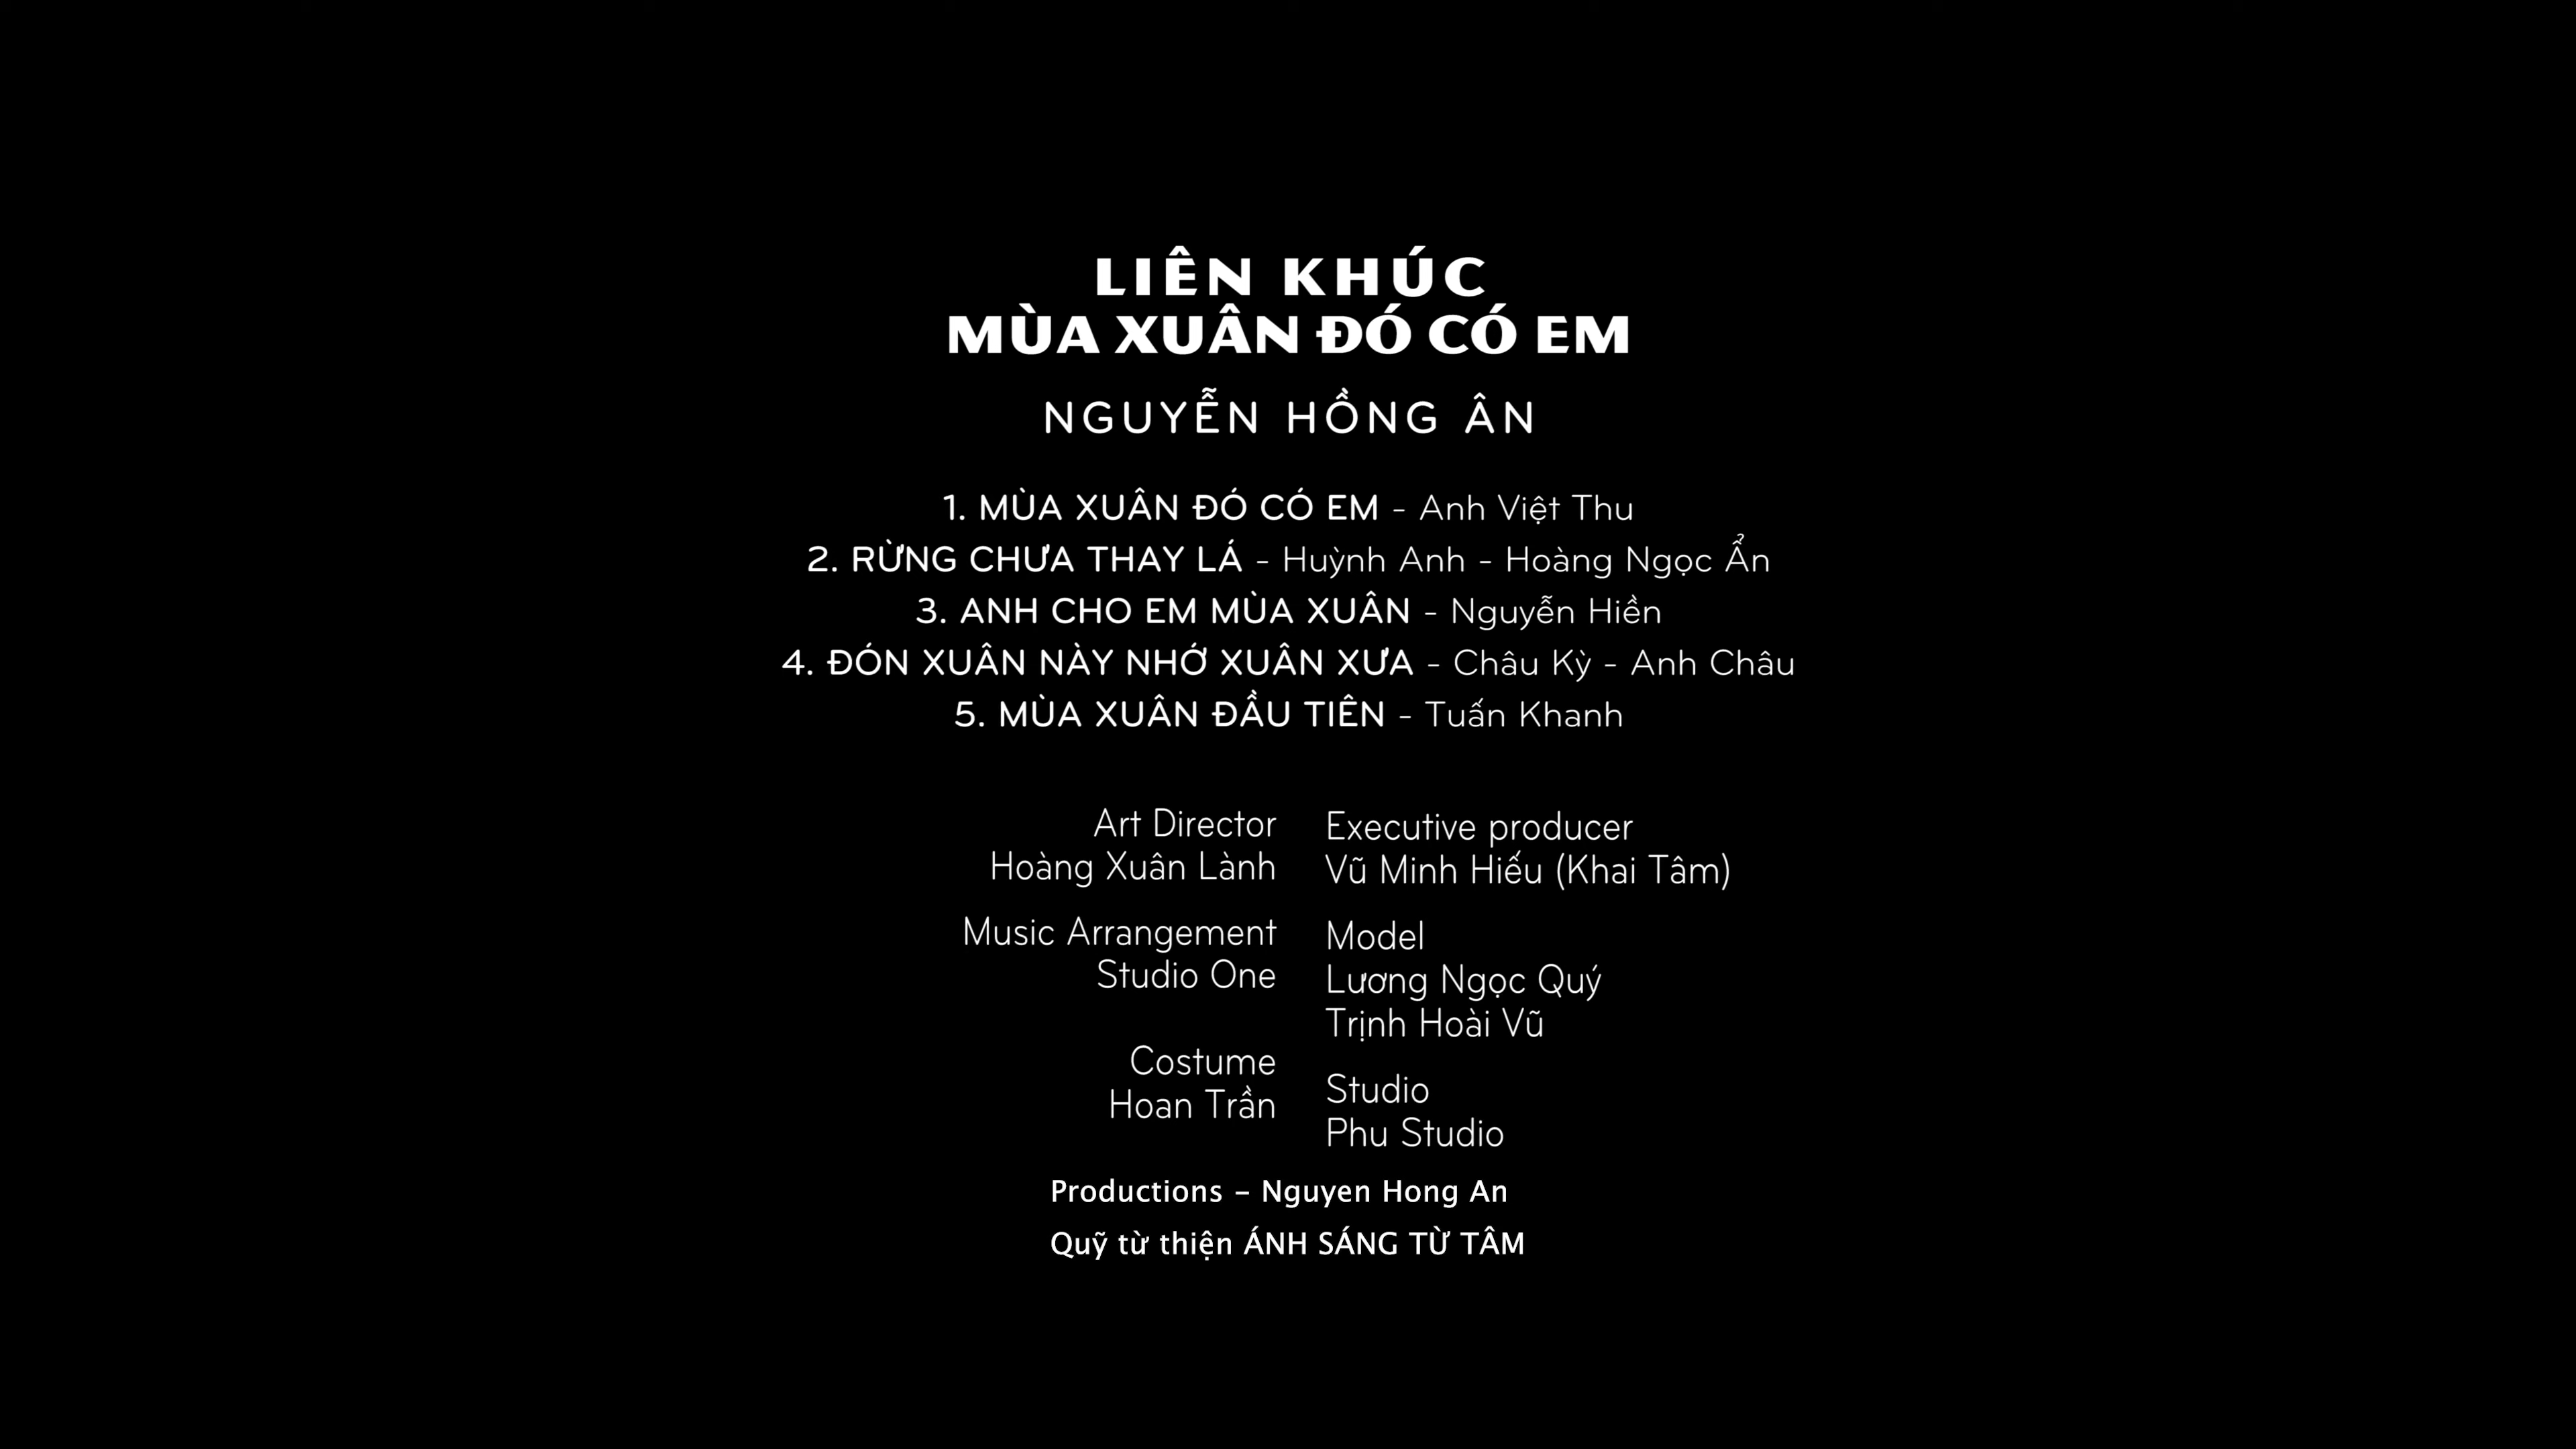 LIÊN KHÚC
MÙA XUÂN ĐÓ CÓ EM
NGUYỄN HỒNG ÂN
1. MÙA XUÂN ĐÓ CÓ EM - Anh Việt Thu
2. RỪNG CHƯA THAY LÁ - Huỳnh Anh - Hoàng Ngọc Ẩn
3. ANH CHO EM MÙA XUÂN - Nguyễn Hiền
4. ĐÓN XUÂN NÀY NHỚ XUÂN XƯA - Châu Kỳ - Anh Châu
5. MÙA XUÂN ĐẦU TIÊN - Tuấn Khanh
Art Director
Hoàng Xuân Lành
Music Arrangement
Studio One
Costume
Hoan Trần
Executive producer
Vũ Minh Hiếu (Khai Tâm)
Model
Lương Ngọc Quý
Trịnh Hoài Vũ
Studio
Phu Studio
Productions - Nguyen Hong An
Quỹ từ thiện ÁNH SÁNG TỪ TÂM